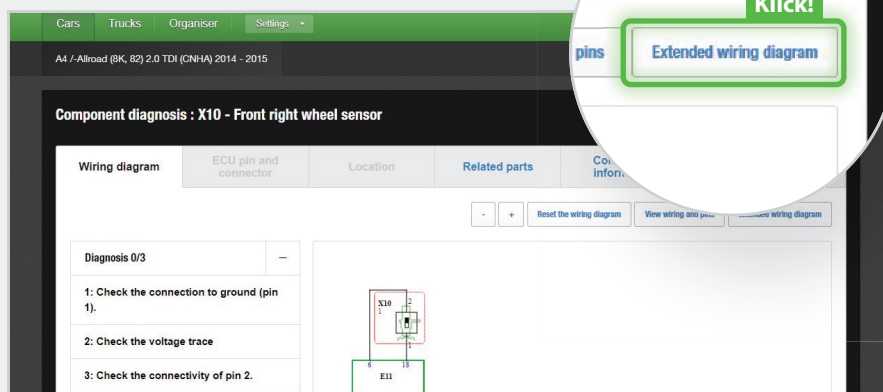 Klick!
Cars Trucks Organiser Settings
A4 /-Allroad (8K, 82) 2.0 TDI (CNHA) 2014 - 2015
pins Extended wiring diagram
Component diagnosis : X10 - Front right wheel sensor
Wiring diagram
ECU pin and
connector
Location
Related parts
- + Reset the wiring diagram View wiring and pins Extended wiring diagram
Diagnosis 0/3 −
1: Check the connection to ground (pin
1).
2: Check the voltage trace
3: Check the connectivity of pin 2.
X10 2
1
1
6 18
E11